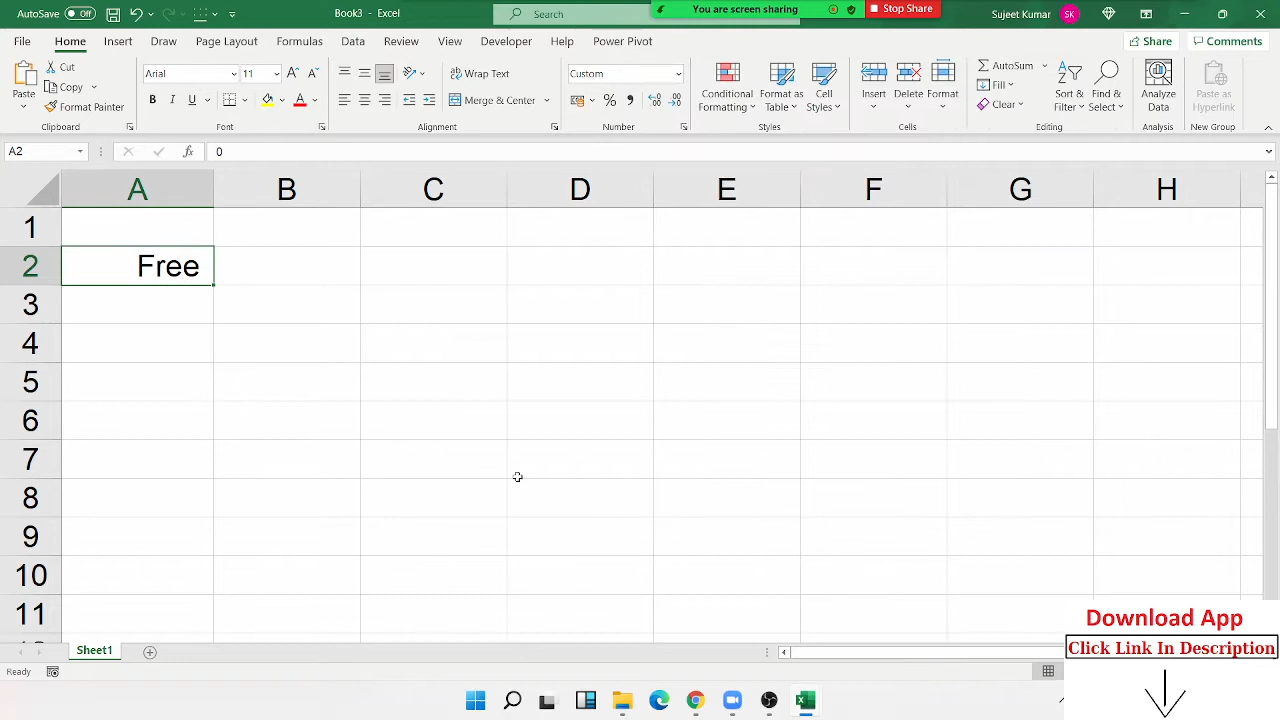 AutoSave Off Book3 - Excel Search You are screen sharing Stop Share Sujeet Kumar SK
File Home Insert Draw Page Layout Formulas Data Review View Developer Help Power Pivot Share Comments
Paste Cut Copy Format Painter Clipboard
Arial 11 B I U A Font
Wrap Text Merge & Center Alignment
Custom % Number
Conditional Formatting Format as Table Cell Styles Styles
Insert Delete Format Cells
AutoSum Fill Clear Sort & Filter Find & Select Editing
Analyze Data Analysis
Paste as Hyperlink New Group
A2 fx 0
A B C D E F G H
1
2 Free
3
4
5
6
7
8
9
10
11
Download App
Click Link In Description
Sheet1
Ready